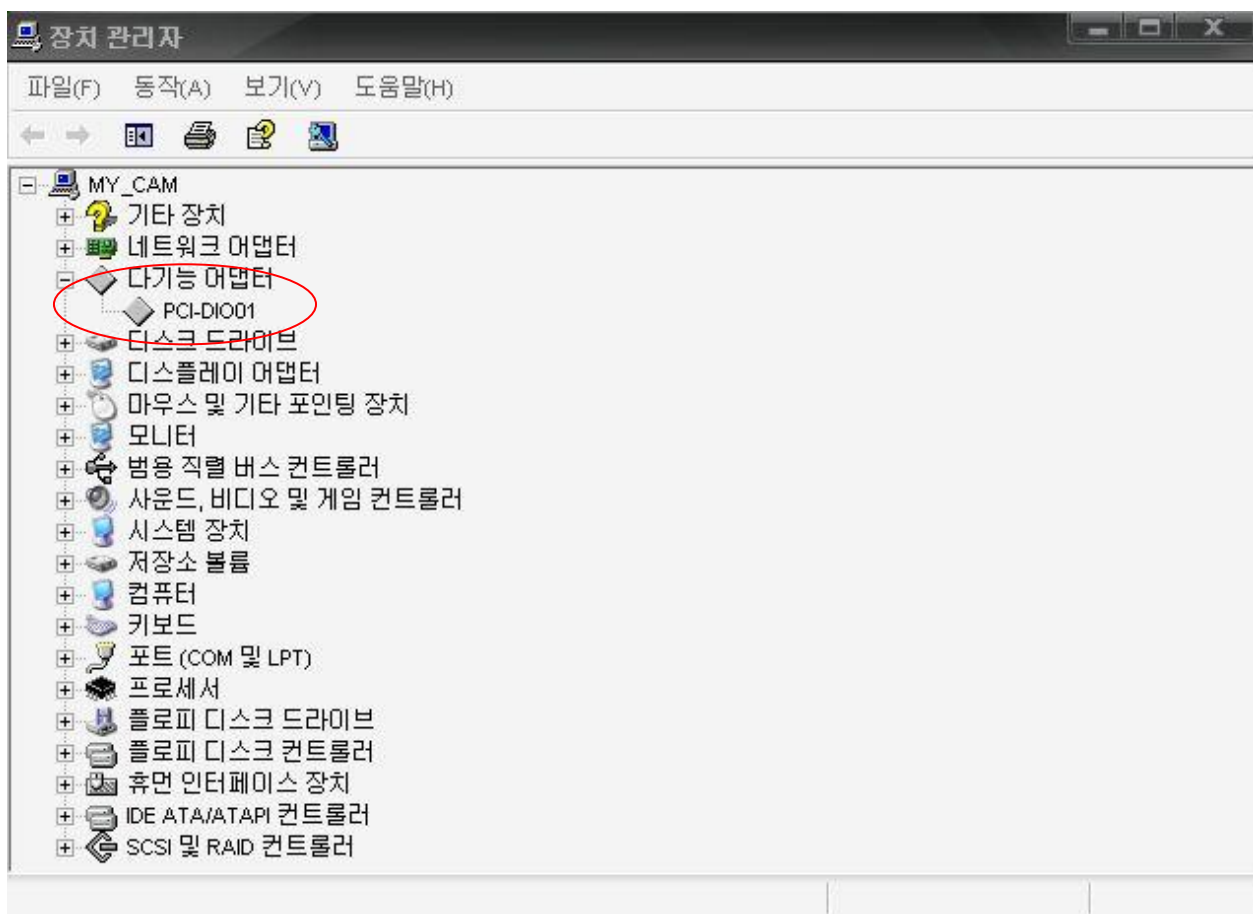 장치 관리자
파일(F) 동작(A) 보기(V) 도움말(H)
MY_CAM
기타 장치
네트워크 어댑터
다기능 어댑터
PCI-DIO01
디스크 드라이브
디스플레이 어댑터
마우스 및 기타 포인팅 장치
모니터
범용 직렬 버스 컨트롤러
사운드, 비디오 및 게임 컨트롤러
시스템 장치
저장소 볼륨
컴퓨터
키보드
포트 (COM 및 LPT)
프로세서
플로피 디스크 드라이브
플로피 디스크 컨트롤러
휴먼 인터페이스 장치
IDE ATA/ATAPI 컨트롤러
SCSI 및 RAID 컨트롤러